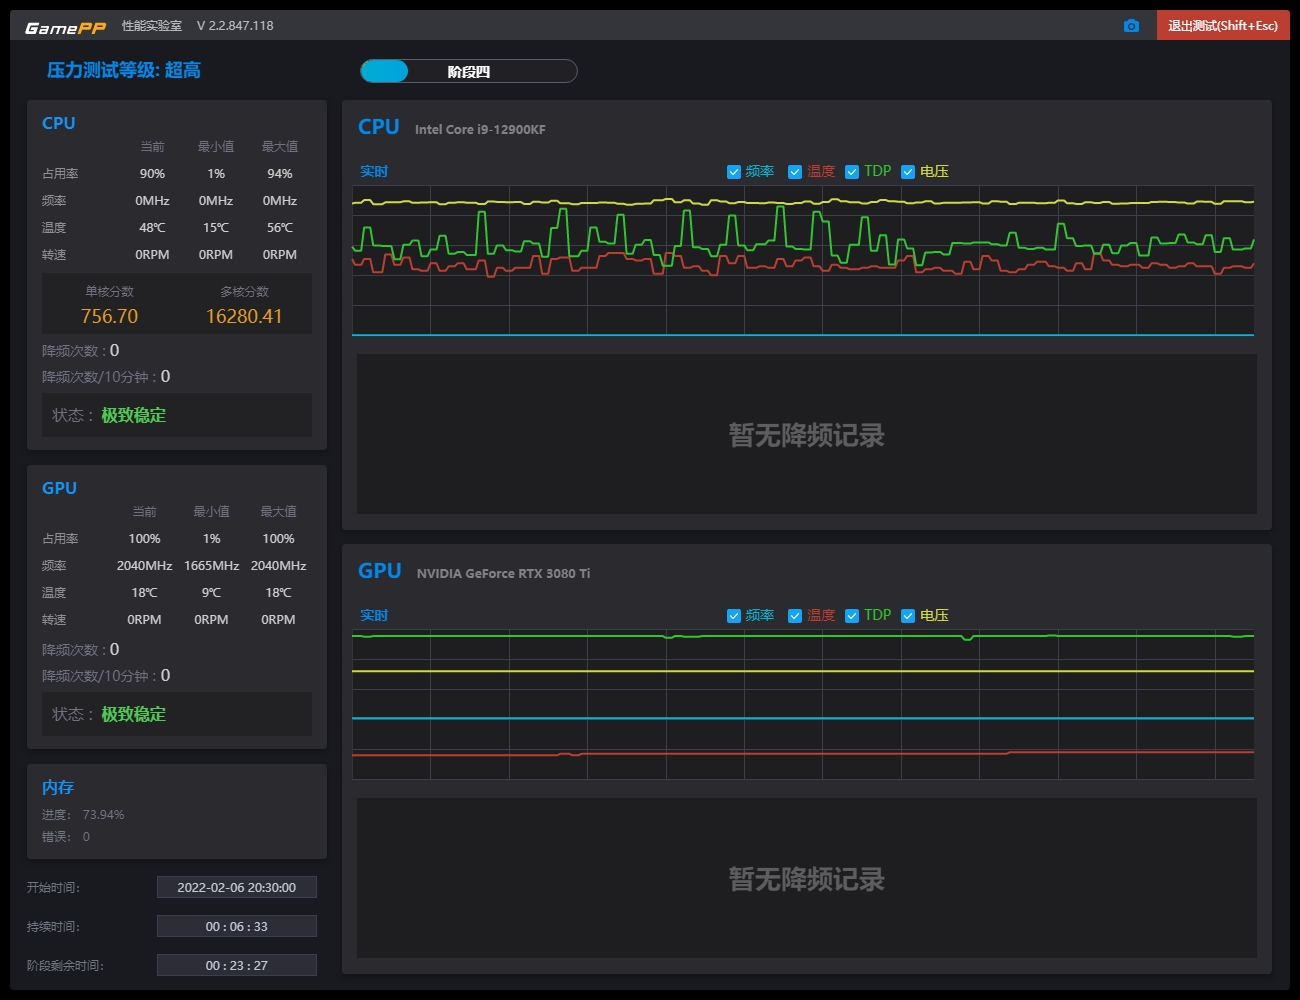 GamePP 性能实验室 V 2.2.847.118 退出测试(Shift+Esc)
压力测试等级: 超高 阶段四
CPU
当前 最小值 最大值
占用率 90% 1% 94%
频率 0MHz 0MHz 0MHz
温度 48℃ 15℃ 56℃
转速 0RPM 0RPM 0RPM
单核分数 多核分数
756.70 16280.41
降频次数 : 0
降频次数/10分钟 : 0
状态 : 极致稳定
GPU
当前 最小值 最大值
占用率 100% 1% 100%
频率 2040MHz 1665MHz 2040MHz
温度 18℃ 9℃ 18℃
转速 0RPM 0RPM 0RPM
降频次数 : 0
降频次数/10分钟 : 0
状态 : 极致稳定
内存
进度: 73.94%
错误: 0
开始时间: 2022-02-06 20:30:00
持续时间: 00 : 06 : 33
阶段剩余时间: 00 : 23 : 27
CPU Intel Core i9-12900KF
实时 频率 温度 TDP 电压
暂无降频记录
GPU NVIDIA GeForce RTX 3080 Ti
实时 频率 温度 TDP 电压
暂无降频记录